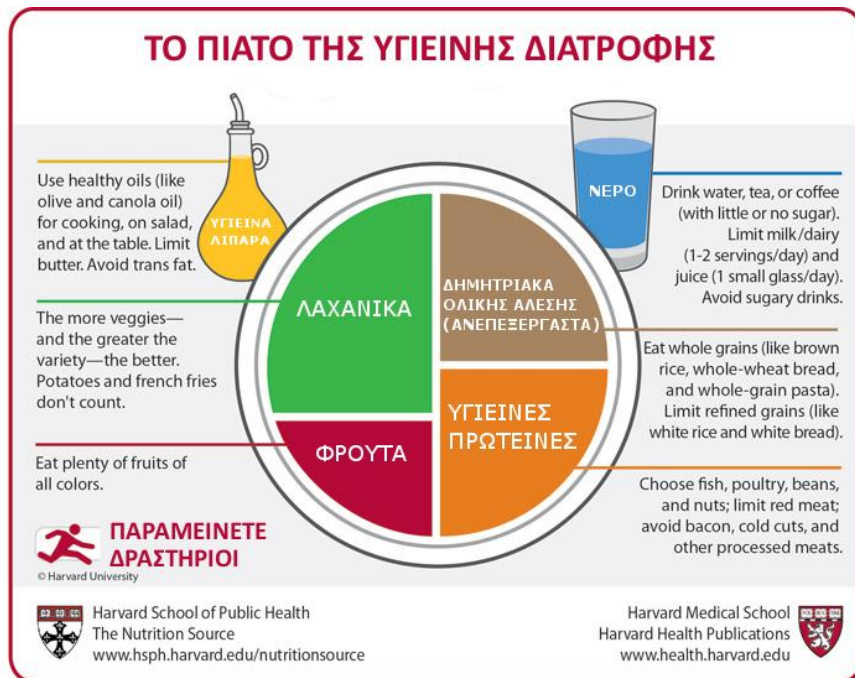 ΤΟ ΠΙΑΤΟ ΤΗΣ ΥΓΙΕΙΝΗΣ ΔΙΑΤΡΟΦΗΣ
Use healthy oils (like
olive and canola oil)
for cooking, on salad,
and at the table. Limit
butter. Avoid trans fat.
ΥΓΙΕΙΝΑ
ΛΙΠΑΡΑ
The more veggies—
and the greater the
variety—the better.
Potatoes and french fries
don't count.
ΛΑΧΑΝΙΚΑ
Eat plenty of fruits of
all colors.
ΦΡΟΥΤΑ
ΝΕΡΟ
Drink water, tea, or coffee
(with little or no sugar).
Limit milk/dairy
(1-2 servings/day) and
juice (1 small glass/day).
Avoid sugary drinks.
ΔΗΜΗΤΡΙΑΚΑ
ΟΛΙΚΗΣ ΑΛΕΣΗΣ
(ΑΝΕΠΕΞΕΡΓΑΣΤΑ)
Eat whole grains (like brown
rice, whole-wheat bread,
and whole-grain pasta).
Limit refined grains (like
white rice and white bread).
ΥΓΙΕΙΝΕΣ
ΠΡΩΤΕΙΝΕΣ
Choose fish, poultry, beans,
and nuts; limit red meat;
avoid bacon, cold cuts, and
other processed meats.
ΠΑΡΑΜΕΙΝΕΤΕ
ΔΡΑΣΤΗΡΙΟΙ
© Harvard University
Harvard School of Public Health
The Nutrition Source
www.hsph.harvard.edu/nutritionsource
Harvard Medical School
Harvard Health Publications
www.health.harvard.edu